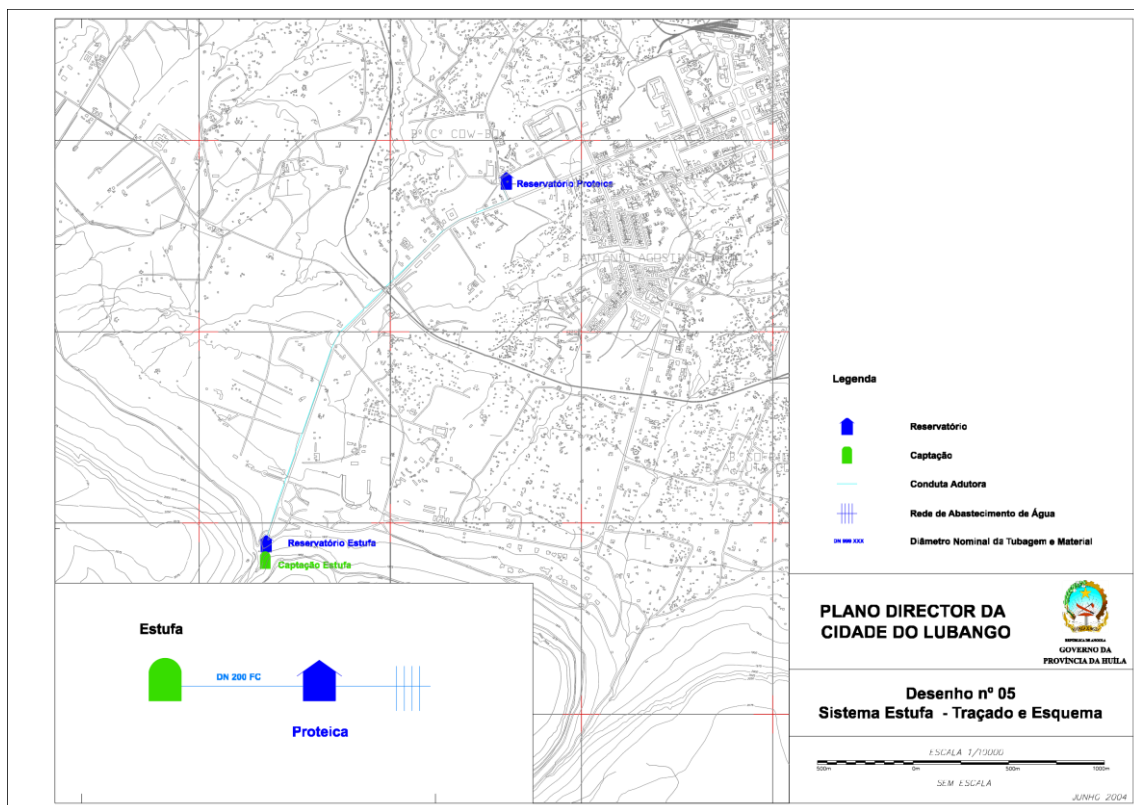 Bº Cº COW-BOY
Reservatório Proteica
B. ANTÓNIO AGOSTINHO
Reservatório Estufa
Captação Estufa
Estufa
DN 200 FC
Proteica
Legenda
Reservatório
Captação
Conduta Adutora
Rede de Abastecimento de Água
DN ### XXX
Diâmetro Nominal da Tubagem e Material
PLANO DIRECTOR DA
CIDADE DO LUBANGO
REPÚBLICA DE ANGOLA
GOVERNO DA
PROVÍNCIA DA HUÍLA
Desenho nº 05
Sistema Estufa - Traçado e Esquema
ESCALA 1/10000
500m 0m 500m 1000m
SEM ESCALA
JUNHO 2004